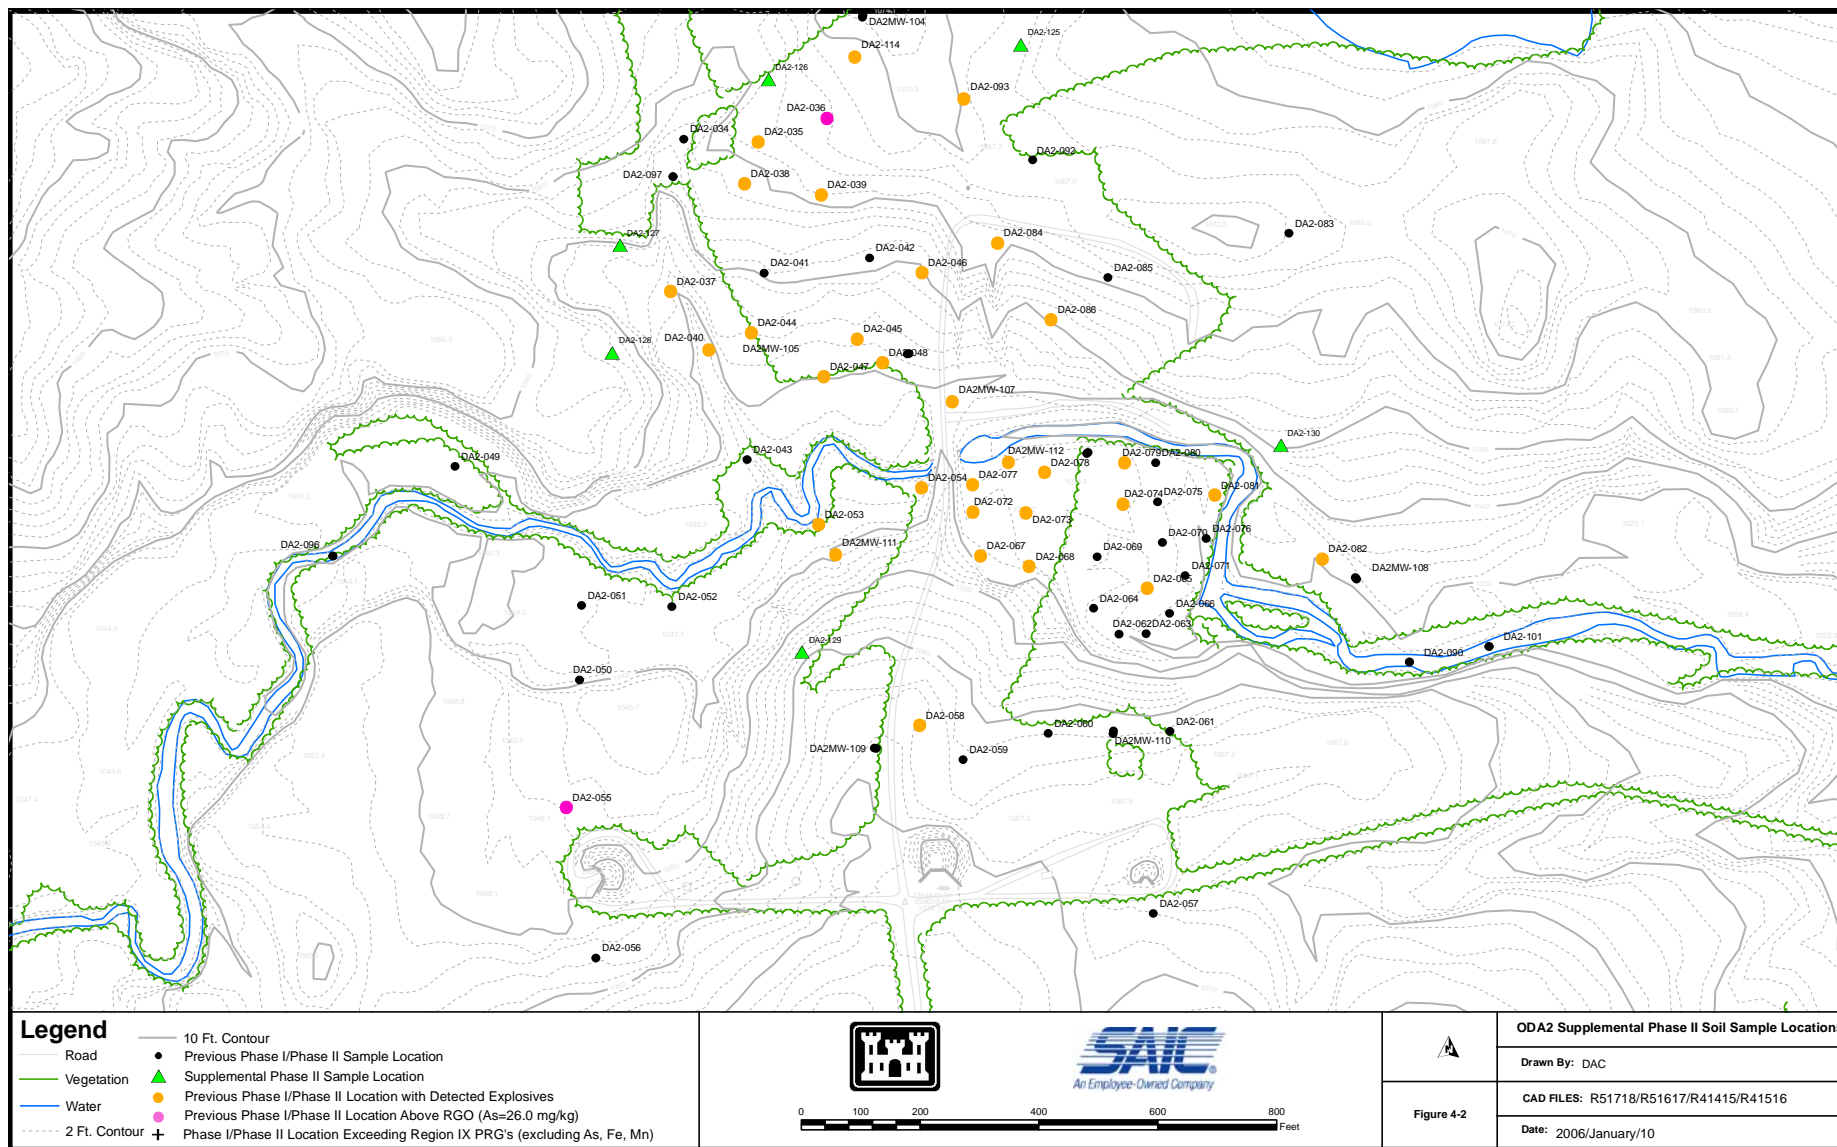 DA2MW-104
DA2-114
DA2-125
DA2-126
DA2-093
DA2-036
DA2-034
DA2-035
DA2-092
DA2-097
DA2-038
DA2-039
DA2-127
DA2-083
DA2-084
DA2-042
DA2-041
DA2-046
DA2-085
DA2-037
DA2-086
DA2-044
DA2-045
DA2-128
DA2-040
DA2MW-105
DA2-048
DA2-047
DA2MW-107
DA2-130
DA2-043
DA2MW-112
DA2-079
DA2-080
DA2-049
DA2-078
DA2-077
DA2-054
DA2-081
DA2-074
DA2-075
DA2-072
DA2-073
DA2-053
DA2-070
DA2-076
DA2-096
DA2MW-111
DA2-067
DA2-068
DA2-069
DA2-082
DA2MW-108
DA2-071
DA2-065
DA2-051
DA2-052
DA2-064
DA2-066
DA2-062
DA2-063
DA2-129
DA2-101
DA2-090
DA2-050
DA2-058
DA2-060
DA2-061
DA2MW-109
DA2MW-110
DA2-059
DA2-055
DA2-057
DA2-056
Legend
Road
Vegetation
Water
2 Ft. Contour
10 Ft. Contour
Previous Phase I/Phase II Sample Location
Supplemental Phase II Sample Location
Previous Phase I/Phase II Location with Detected Explosives
Previous Phase I/Phase II Location Above RGO (As=26.0 mg/kg)
Phase I/Phase II Location Exceeding Region IX PRG's (excluding As, Fe, Mn)
SAIC
An Employee-Owned Company
0 100 200 400 600 800
Feet
Figure 4-2
ODA2 Supplemental Phase II Soil Sample Locations
Drawn By: DAC
CAD FILES: R51718/R51617/R41415/R41516
Date: 2006/January/10